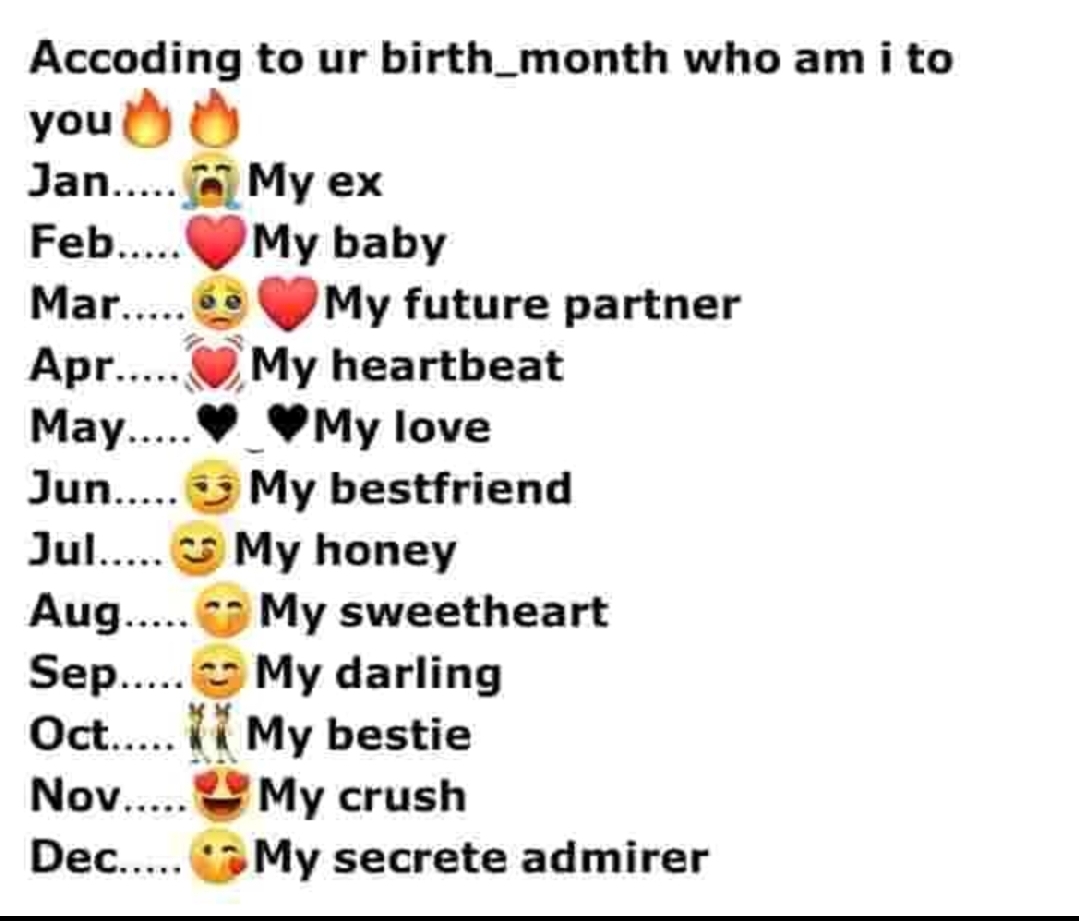 Accoding to ur birth_month who am i to
you🔥🔥
Jan.....😭My ex
Feb.....❤️My baby
Mar.....🥺❤️My future partner
Apr.....💓My heartbeat
May.....♥‿♥My love
Jun.....😏My bestfriend
Jul.....😋My honey
Aug.....😙My sweetheart
Sep.....😊My darling
Oct.....👯My bestie
Nov.....😍My crush
Dec.....😘My secrete admirer